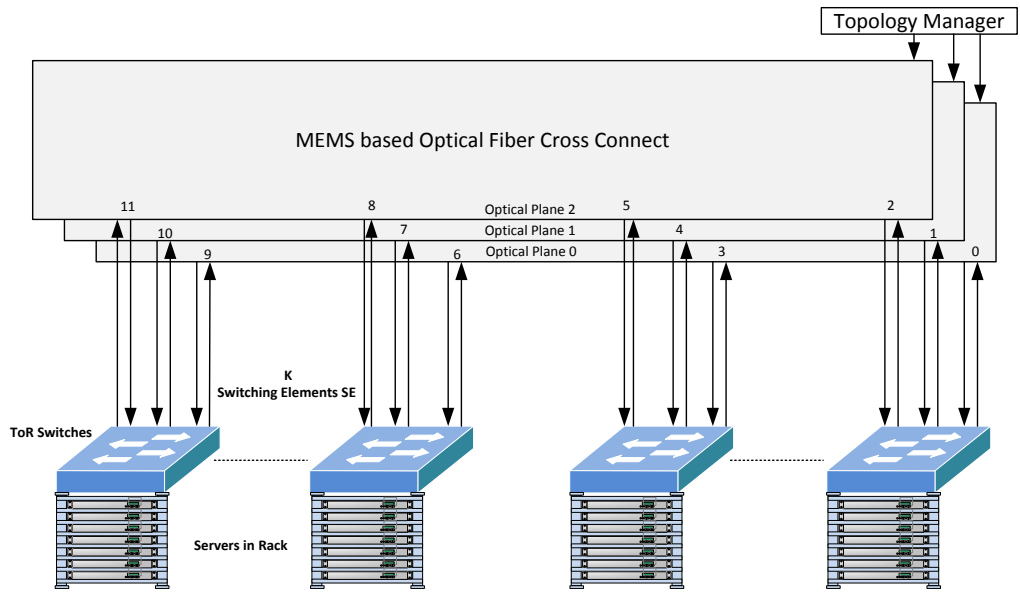 Topology Manager
MEMS based Optical Fiber Cross Connect
11
8
Optical Plane 2
5
2
10
7
Optical Plane 1
4
1
9
6
Optical Plane 0
3
0
K
Switching Elements SE
ToR Switches
Servers in Rack